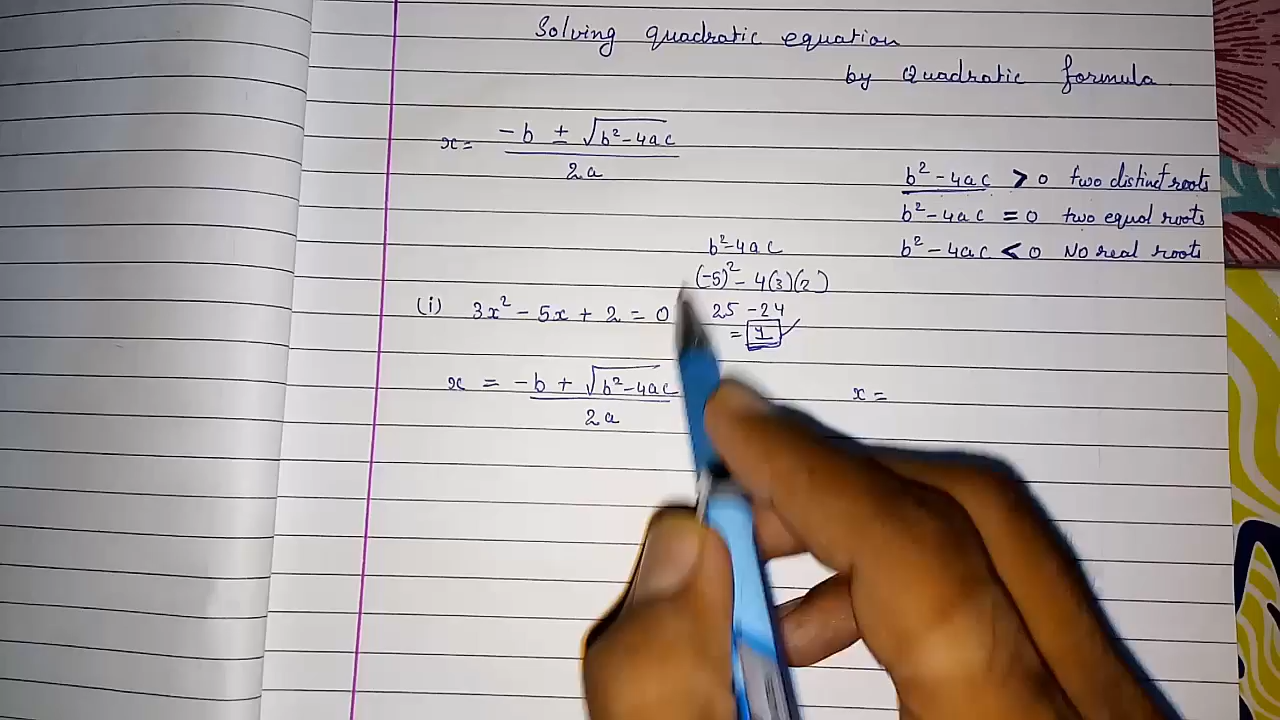 Solving quadratic equation
by Quadratic formula
x = -b ± √b²-4ac
2a
b²-4ac > 0 two distinct roots
b²-4ac = 0 two equal roots
b²-4ac < 0 No real roots
b²-4ac
(-5)² - 4(3)(2)
(i) 3x² - 5x + 2 = 0
25 - 24
= 1
x = -b + √b²-4ac
2a
x =